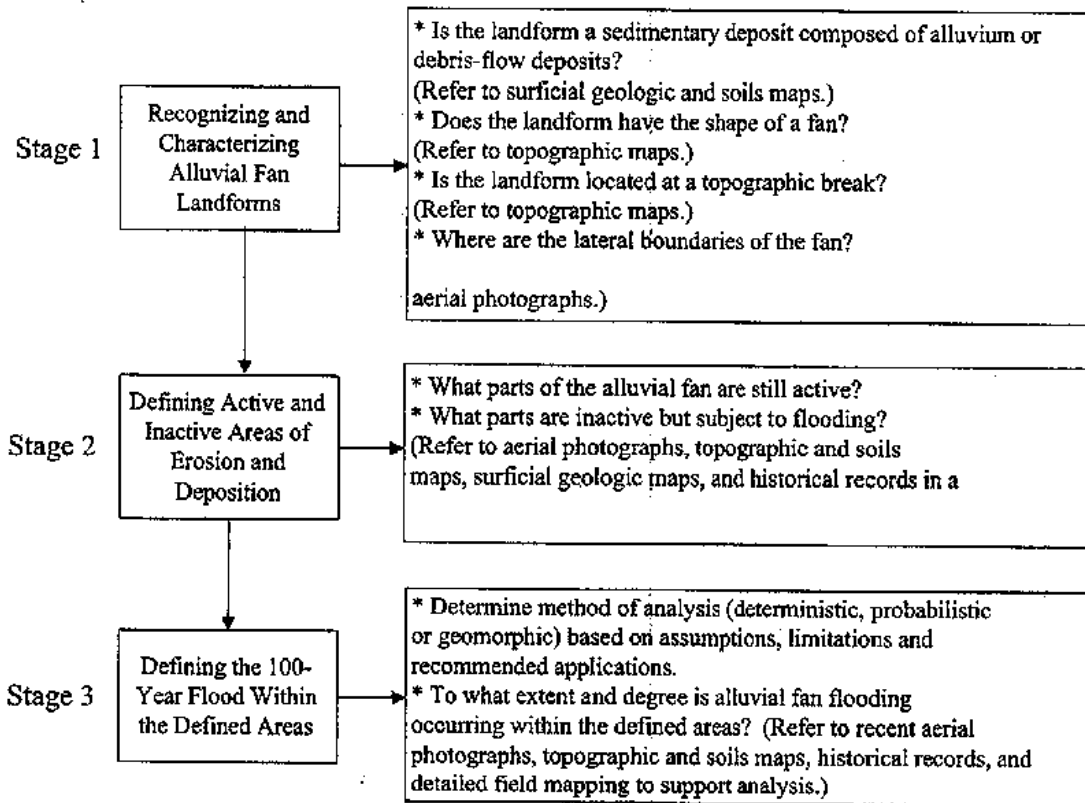 Stage 1
Recognizing and
Characterizing
Alluvial Fan
Landforms
* Is the landform a sedimentary deposit composed of alluvium or
debris-flow deposits?
(Refer to surficial geologic and soils maps.)
* Does the landform have the shape of a fan?
(Refer to topographic maps.)
* Is the landform located at a topographic break?
(Refer to topographic maps.)
* Where are the lateral boundaries of the fan?
aerial photographs.)
Stage 2
Defining Active and
Inactive Areas of
Erosion and
Deposition
* What parts of the alluvial fan are still active?
* What parts are inactive but subject to flooding?
(Refer to aerial photographs, topographic and soils
maps, surficial geologic maps, and historical records in a
Stage 3
Defining the 100-
Year Flood Within
the Defined Areas
* Determine method of analysis (deterministic, probabilistic
or geomorphic) based on assumptions, limitations and
recommended applications.
* To what extent and degree is alluvial fan flooding
occurring within the defined areas? (Refer to recent aerial
photographs, topographic and soils maps, historical records, and
detailed field mapping to support analysis.)